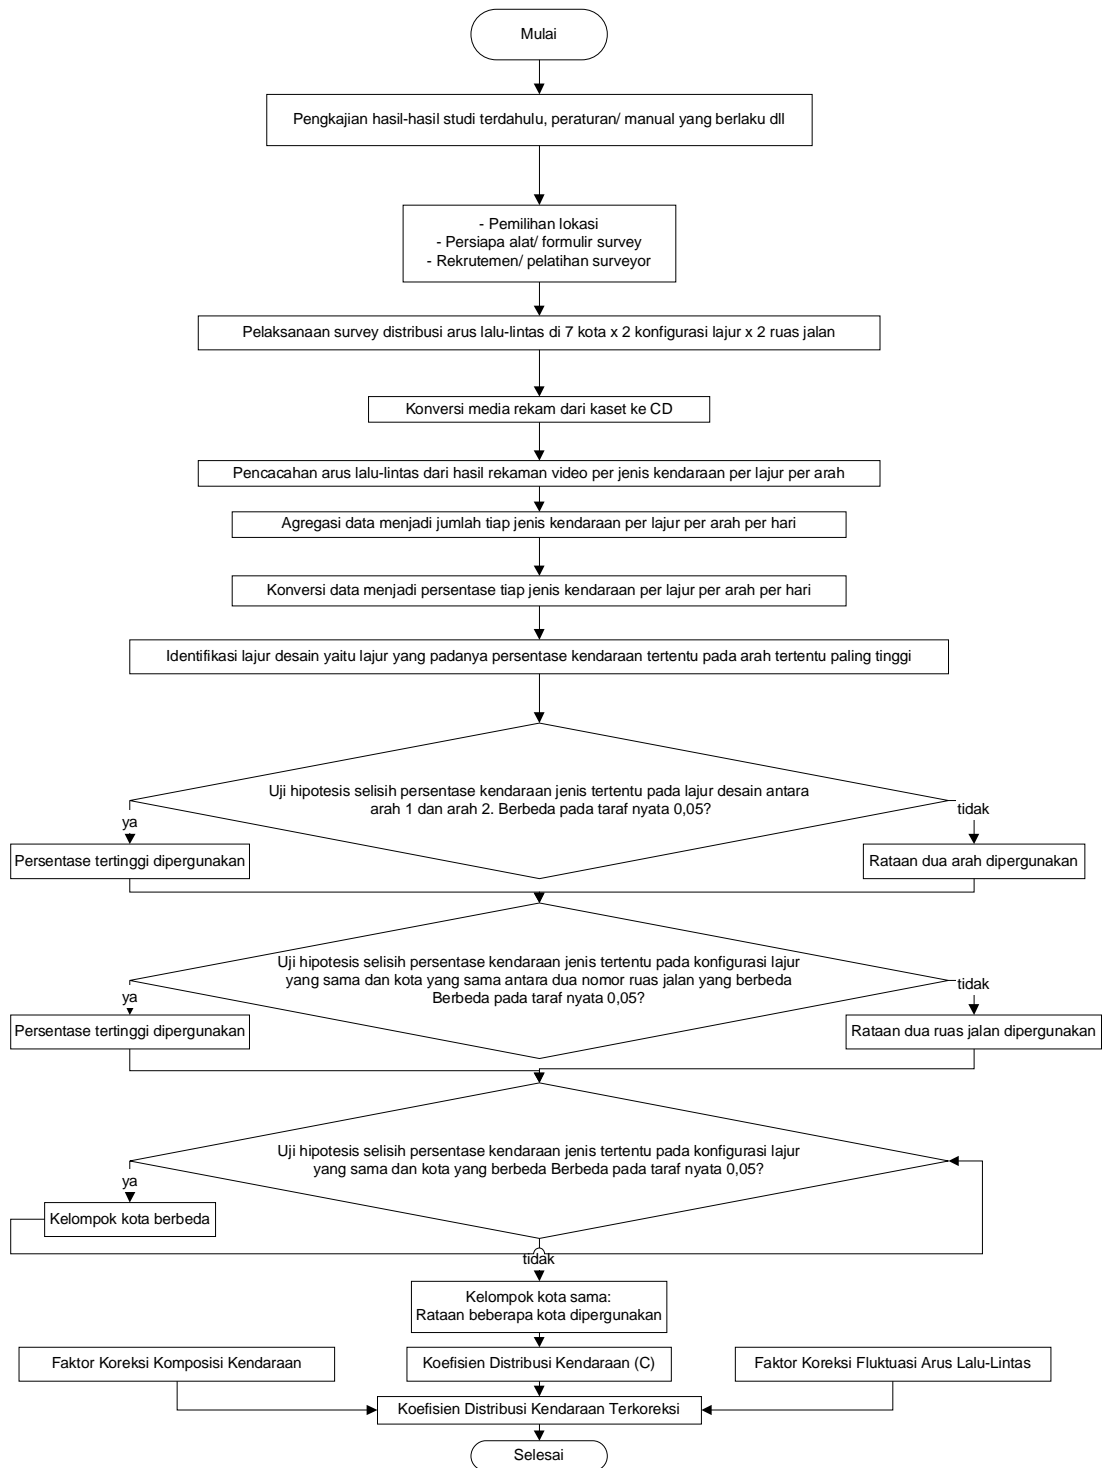 Mulai
Pengkajian hasil-hasil studi terdahulu, peraturan/ manual yang berlaku dll
- Pemilihan lokasi
- Persiapa alat/ formulir survey
- Rekrutemen/ pelatihan surveyor
Pelaksanaan survey distribusi arus lalu-lintas di 7 kota x 2 konfigurasi lajur x 2 ruas jalan
Konversi media rekam dari kaset ke CD
Pencacahan arus lalu-lintas dari hasil rekaman video per jenis kendaraan per lajur per arah
Agregasi data menjadi jumlah tiap jenis kendaraan per lajur per arah per hari
Konversi data menjadi persentase tiap jenis kendaraan per lajur per arah per hari
Identifikasi lajur desain yaitu lajur yang padanya persentase kendaraan tertentu pada arah tertentu paling tinggi
Uji hipotesis selisih persentase kendaraan jenis tertentu pada lajur desain antara
arah 1 dan arah 2. Berbeda pada taraf nyata 0,05?
ya
tidak
Persentase tertinggi dipergunakan
Rataan dua arah dipergunakan
Uji hipotesis selisih persentase kendaraan jenis tertentu pada konfigurasi lajur
yang sama dan kota yang sama antara dua nomor ruas jalan yang berbeda
Berbeda pada taraf nyata 0,05?
ya
tidak
Persentase tertinggi dipergunakan
Rataan dua ruas jalan dipergunakan
Uji hipotesis selisih persentase kendaraan jenis tertentu pada konfigurasi lajur
yang sama dan kota yang berbeda Berbeda pada taraf nyata 0,05?
ya
Kelompok kota berbeda
tidak
Kelompok kota sama:
Rataan beberapa kota dipergunakan
Faktor Koreksi Komposisi Kendaraan
Koefisien Distribusi Kendaraan (C)
Faktor Koreksi Fluktuasi Arus Lalu-Lintas
Koefisien Distribusi Kendaraan Terkoreksi
Selesai